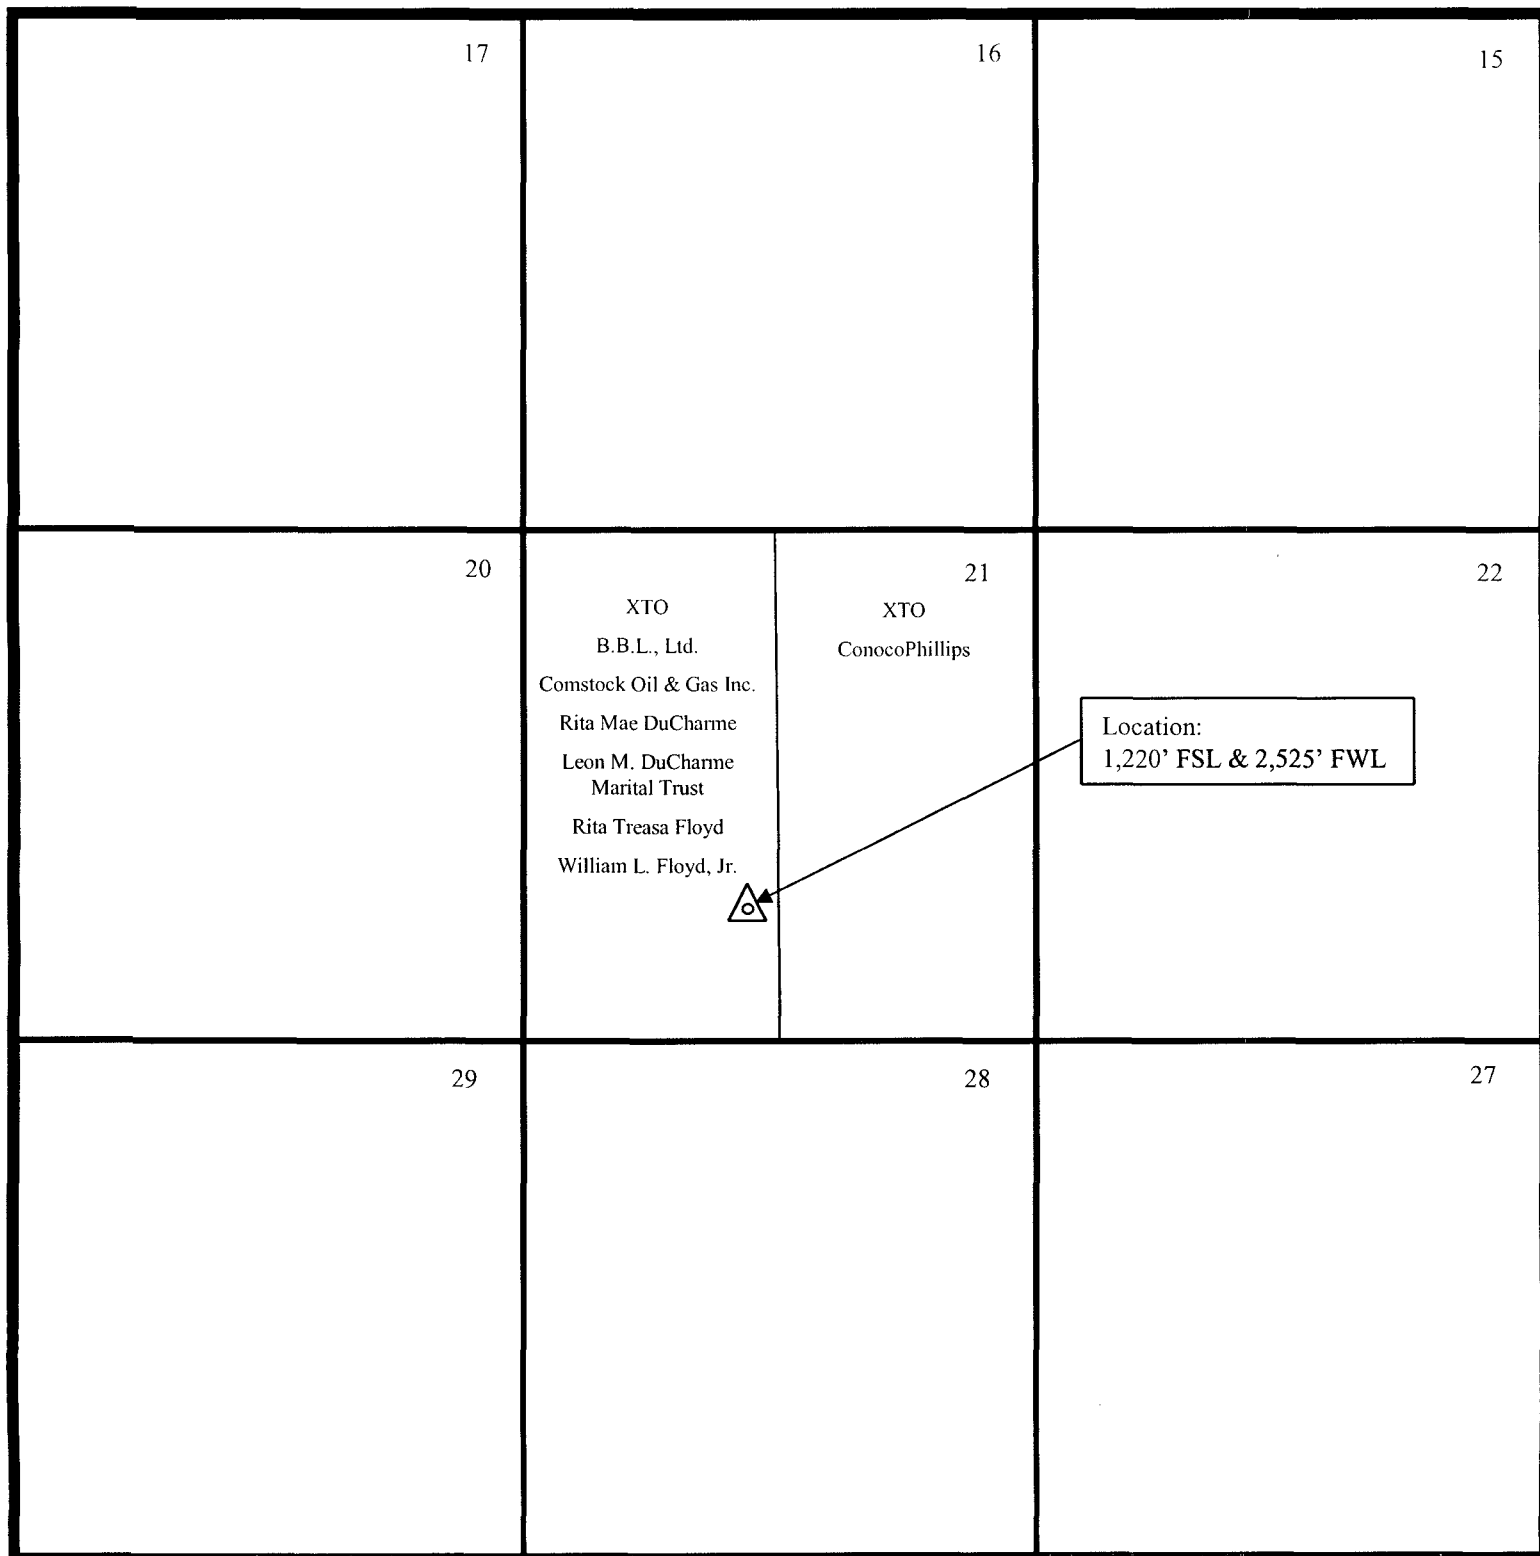 17
16
15
20
21
22
XTO
B.B.L., Ltd.
Comstock Oil & Gas Inc.
Rita Mae DuCharme
Leon M. DuCharme
Marital Trust
Rita Treasa Floyd
William L. Floyd, Jr.
XTO
ConocoPhillips
Location:
1,220' FSL & 2,525' FWL
29
28
27